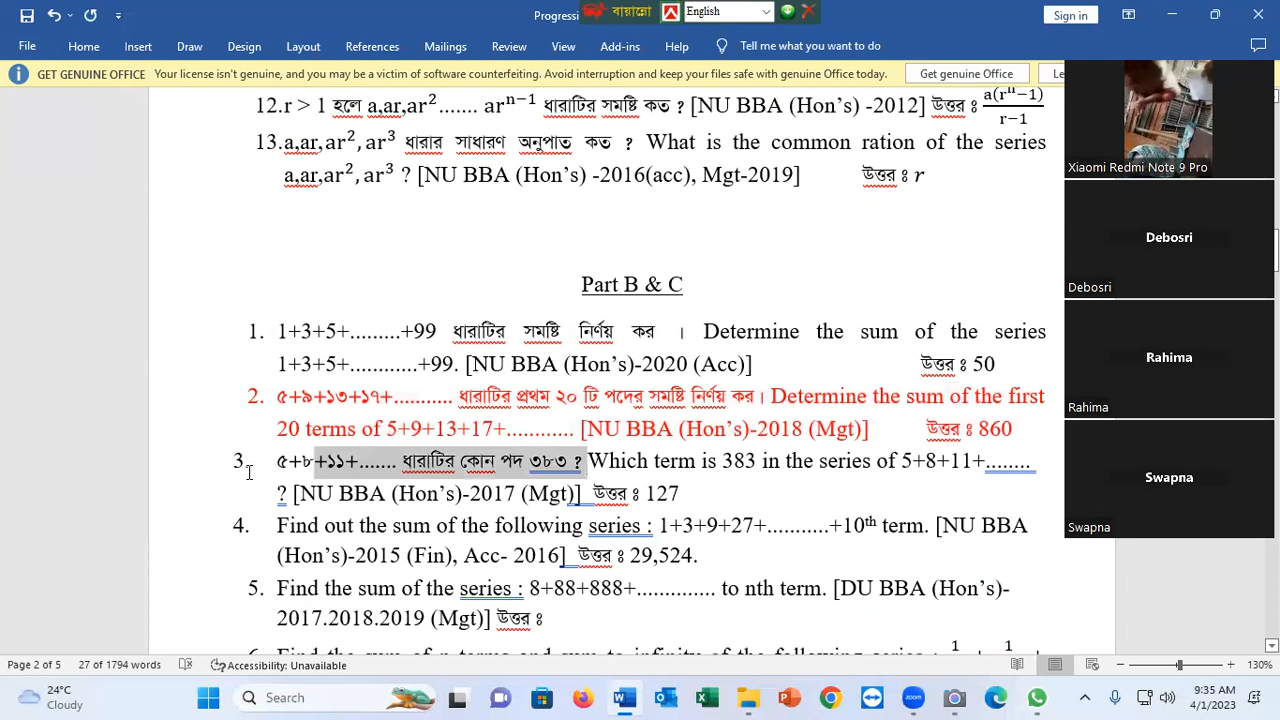 Progressi
বায়ান্নো
English
Sign in
File Home Insert Draw Design Layout References Mailings Review View Add-ins Help Tell me what you want to do
GET GENUINE OFFICE Your license isn't genuine, and you may be a victim of software counterfeiting. Avoid interruption and keep your files safe with genuine Office today. Get genuine Office Le
12. r > 1 হলে a,ar,ar²....... arⁿ⁻¹ ধারাটির সমষ্টি কত ? [NU BBA (Hon's) -2012] উত্তর ঃ a(rⁿ−1)/r−1
13. a,ar,ar²,ar³ ধারার সাধারণ অনুপাত কত ? What is the common ration of the series
a,ar,ar²,ar³ ? [NU BBA (Hon's) -2016(acc), Mgt-2019] উত্তর ঃ r
Part B & C
1. 1+3+5+.........+99 ধারাটির সমষ্টি নির্ণয় কর । Determine the sum of the series
1+3+5+............+99. [NU BBA (Hon's)-2020 (Acc)] উত্তর ঃ 50
2. ৫+৯+১৩+১৭+........... ধারাটির প্রথম ২০ টি পদের সমষ্টি নির্ণয় কর। Determine the sum of the first
20 terms of 5+9+13+17+............ [NU BBA (Hon's)-2018 (Mgt)] উত্তর ঃ 860
3. ৫+৮+১১+....... ধারাটির কোন পদ ৩৮৩ ? Which term is 383 in the series of 5+8+11+........
? [NU BBA (Hon's)-2017 (Mgt)] উত্তর ঃ 127
4. Find out the sum of the following series : 1+3+9+27+...........+10th term. [NU BBA
(Hon's)-2015 (Fin), Acc- 2016] উত্তর ঃ 29,524.
5. Find the sum of the series : 8+88+888+.............. to nth term. [DU BBA (Hon's)-
2017.2018.2019 (Mgt)] উত্তর ঃ
Xiaomi Redmi Note 9 Pro
Debosri
Debosri
Rahima
Rahima
Swapna
Swapna
Page 2 of 5 27 of 1794 words Accessibility: Unavailable 130%
24°C
Cloudy
Search
9:35 AM
4/1/2023